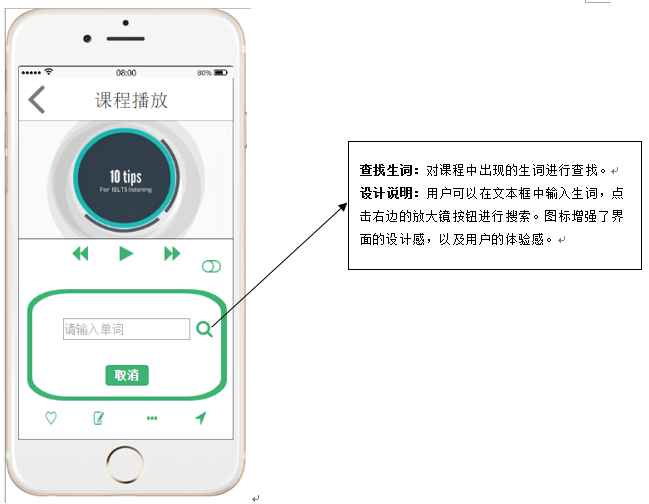 08:00
80%
课程播放
10 tips
For IELTS listening
请输入单词
取消
查找生词：对课程中出现的生词进行查找。
设计说明：用户可以在文本框中输入生词，点
击右边的放大镜按钮进行搜索。图标增强了界
面的设计感，以及用户的体验感。